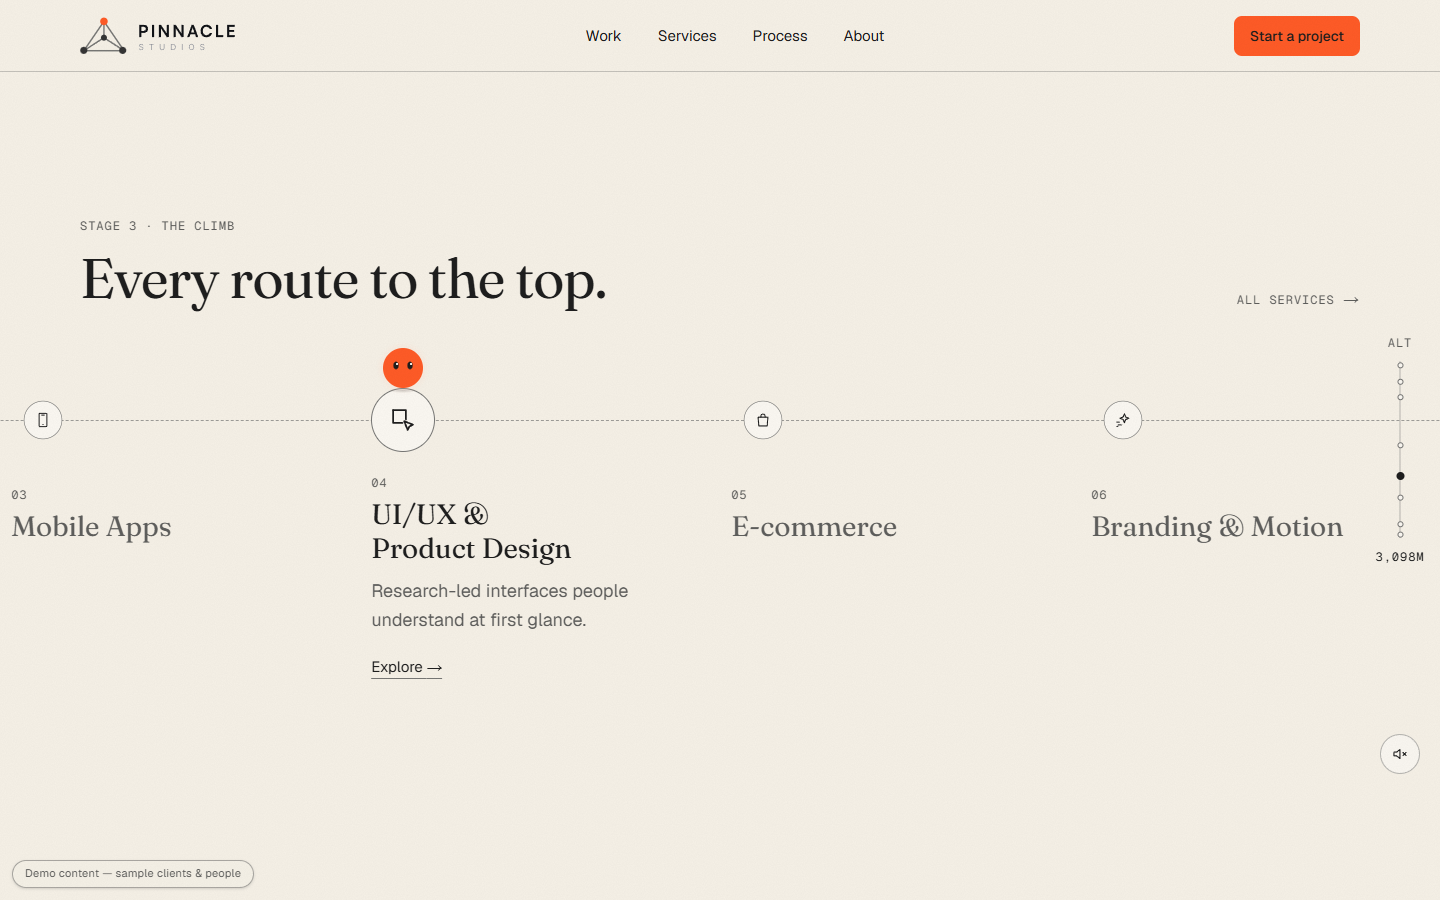 PINNACLE
STUDIOS
Work
Services
Process
About
Start a project
STAGE 3 · THE CLIMB
Every route to the top.
ALL SERVICES →
ALT
03
Mobile Apps
04
UI/UX &
Product Design
Research-led interfaces people
understand at first glance.
Explore →
05
E-commerce
06
Branding & Motion
3,098M
Demo content — sample clients & people